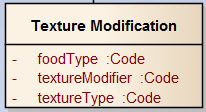 Texture Modification
- foodType :Code
- textureModifier :Code
- textureType :Code